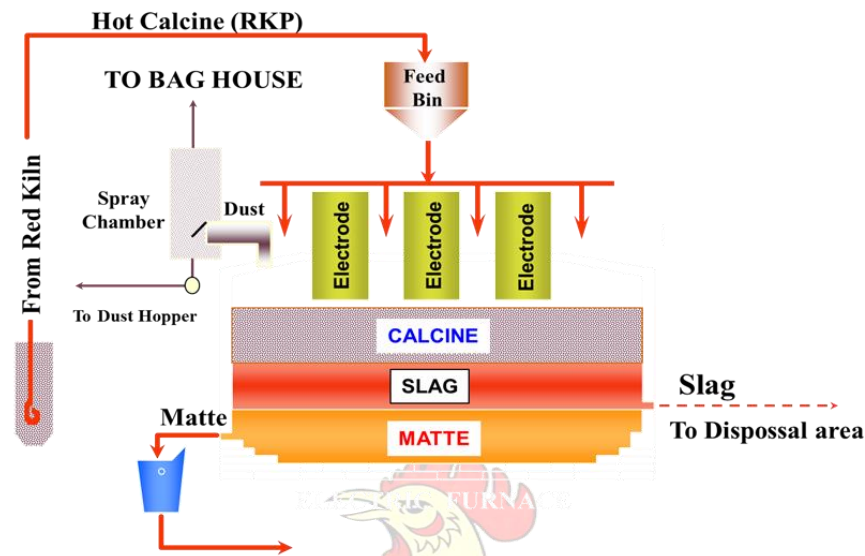 Hot Calcine (RKP)
TO BAG HOUSE
Feed
Bin
From Red Kiln
Spray
Chamber
Dust
Electrode
Electrode
Electrode
To Dust Hopper
CALCINE
SLAG
Slag
To Dispossal area
Matte
MATTE
FURNACE